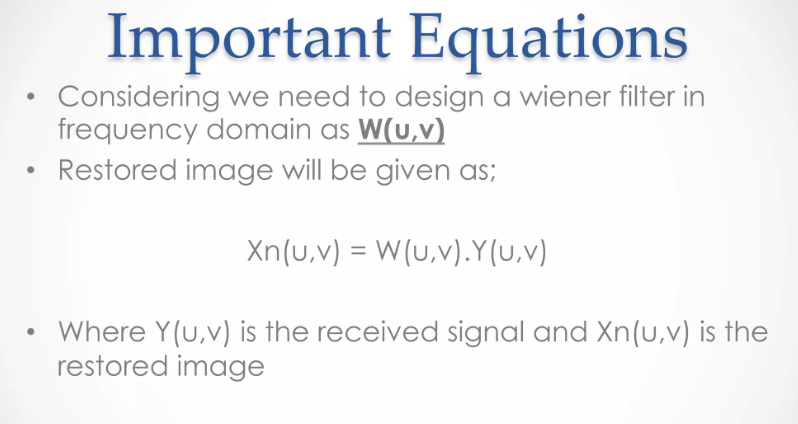 Important Equations
• Considering we need to design a wiener filter in
frequency domain as W(u,v)
• Restored image will be given as;
Xn(u,v) = W(u,v).Y(u,v)
• Where Y(u,v) is the received signal and Xn(u,v) is the
restored image